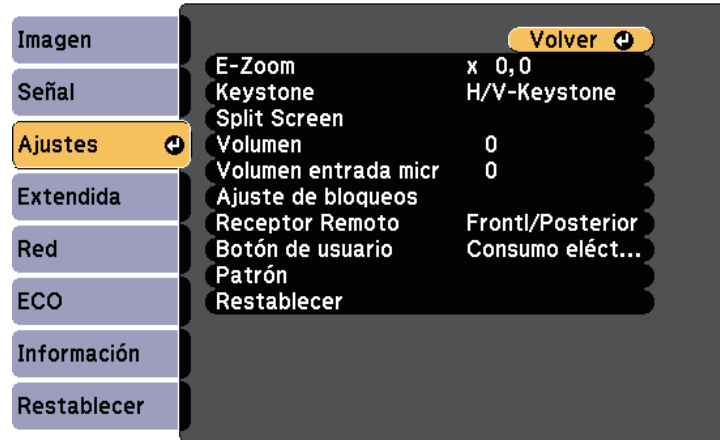 Imagen
Señal
Ajustes
Extendida
Red
ECO
Información
Restablecer
Volver
E-Zoom x 0,0
Keystone H/V-Keystone
Split Screen
Volumen 0
Volumen entrada micr 0
Ajuste de bloqueos
Receptor Remoto Frontl/Posterior
Botón de usuario Consumo eléct...
Patrón
Restablecer